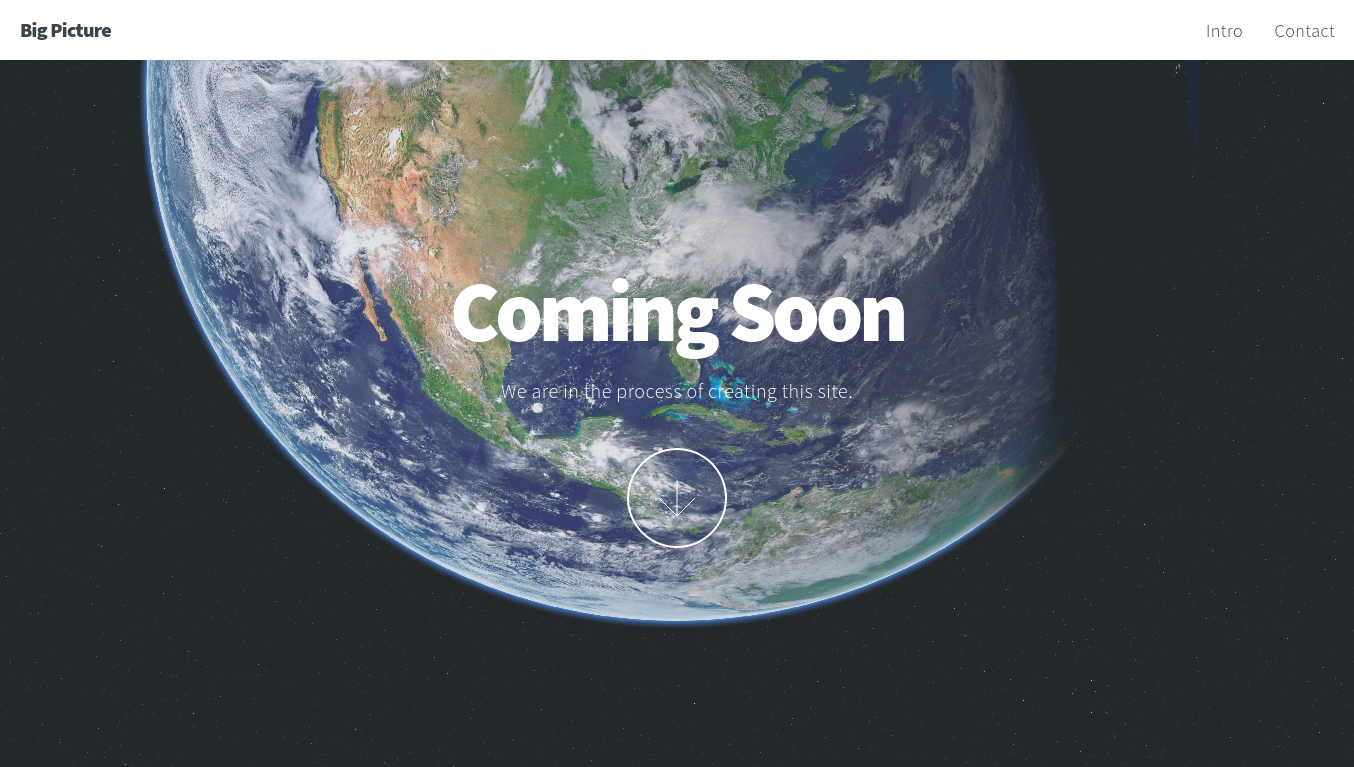 Big Picture
Intro
Contact
Coming Soon
We are in the process of creating this site.